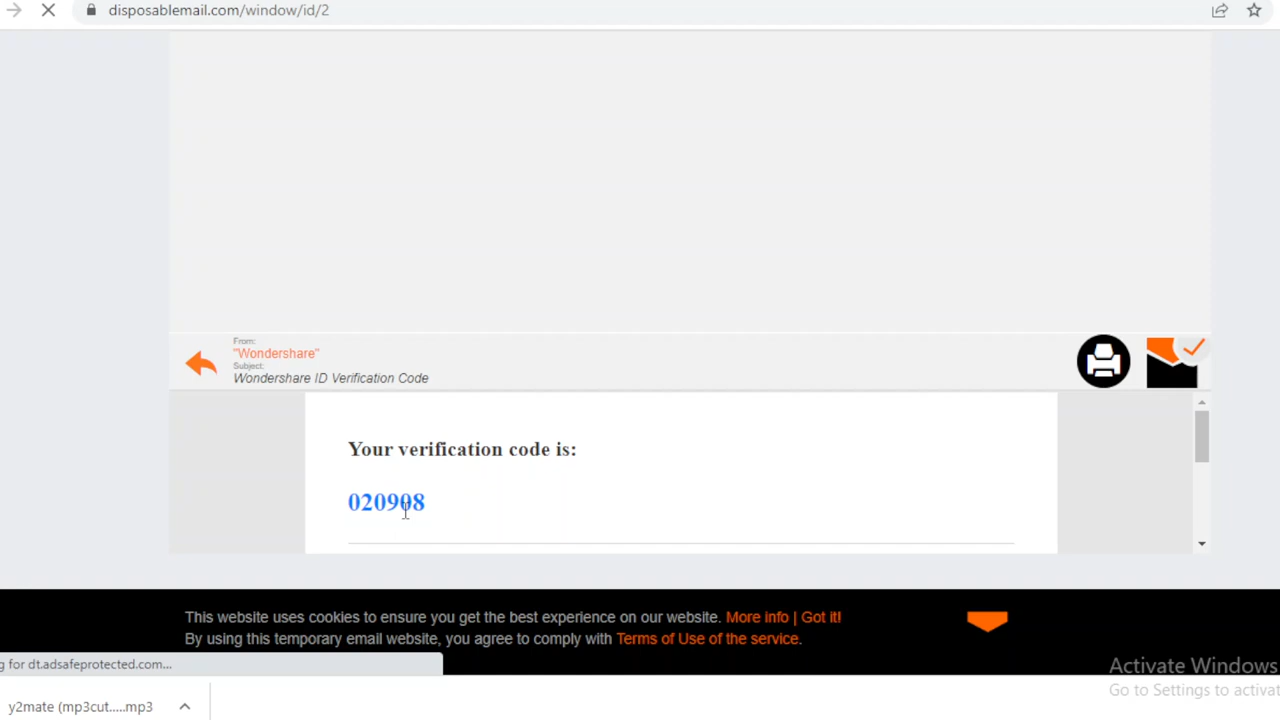 disposablemail.com/window/id/2
From:
"Wondershare"
Subject:
Wondershare ID Verification Code
Your verification code is:
020908
This website uses cookies to ensure you get the best experience on our website. More info | Got it!
By using this temporary email website, you agree to comply with Terms of Use of the service.
g for dt.adsafeprotected.com...
Activate Windows
Go to Settings to activat
y2mate (mp3cut.....mp3